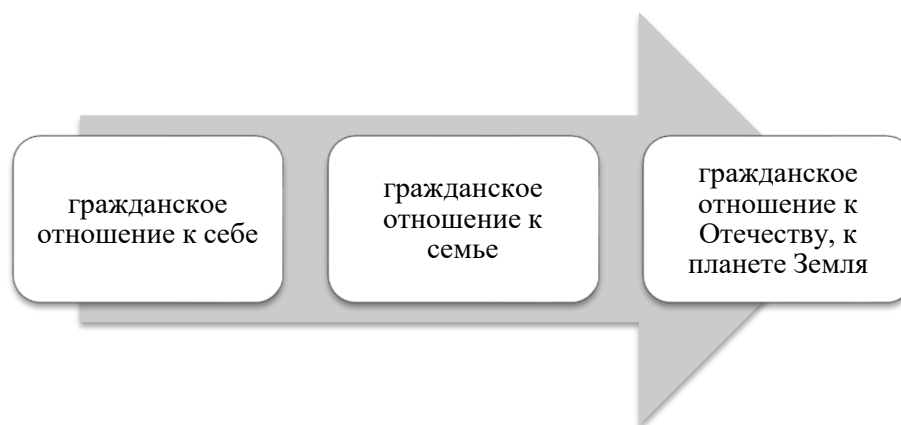 гражданское
отношение к себе
гражданское
отношение к
семье
гражданское
отношение к
Отечеству, к
планете Земля